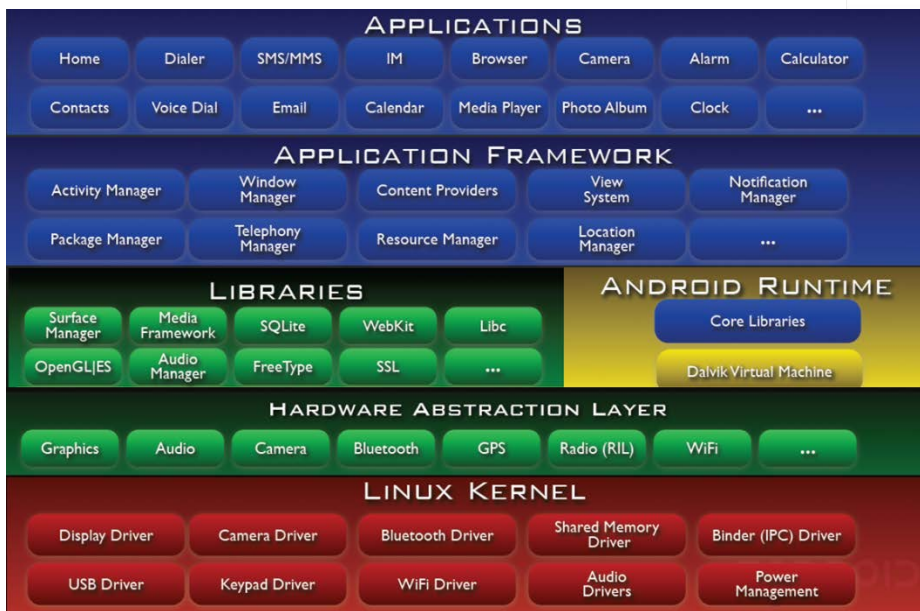 APPLICATIONS
Home Dialer SMS/MMS IM Browser Camera Alarm Calculator
Contacts Voice Dial Email Calendar Media Player Photo Album Clock ...
APPLICATION FRAMEWORK
Activity Manager Window Manager Content Providers View System Notification Manager
Package Manager Telephony Manager Resource Manager Location Manager ...
LIBRARIES
Surface Manager Media Framework SQLite WebKit Libc
OpenGL|ES Audio Manager FreeType SSL ...
ANDROID RUNTIME
Core Libraries
Dalvik Virtual Machine
HARDWARE ABSTRACTION LAYER
Graphics Audio Camera Bluetooth GPS Radio (RIL) WiFi ...
LINUX KERNEL
Display Driver Camera Driver Bluetooth Driver Shared Memory Driver Binder (IPC) Driver
USB Driver Keypad Driver WiFi Driver Audio Drivers Power Management